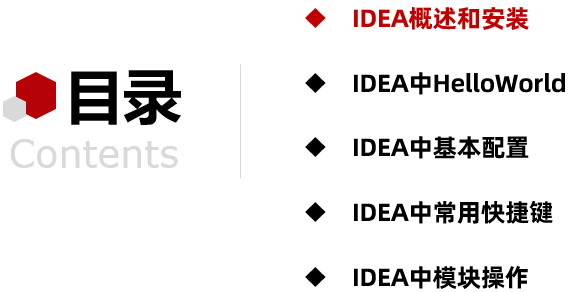 目录
Contents
IDEA概述和安装
IDEA中HelloWorld
IDEA中基本配置
IDEA中常用快捷键
IDEA中模块操作